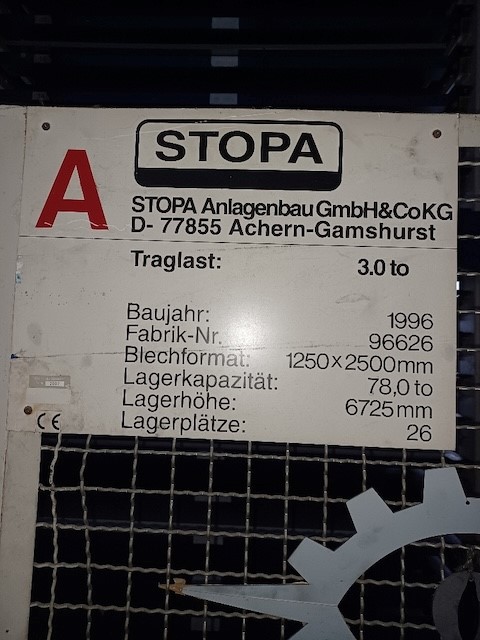 STOPA
A
STOPA Anlagenbau GmbH&CoKG
D- 77855 Achern-Gamshurst
Traglast: 3.0 to
Baujahr: 1996
Fabrik-Nr. 96626
Blechformat: 1250x2500mm
Lagerkapazität: 78,0 to
Lagerhöhe: 6725mm
Lagerplätze: 26
CE